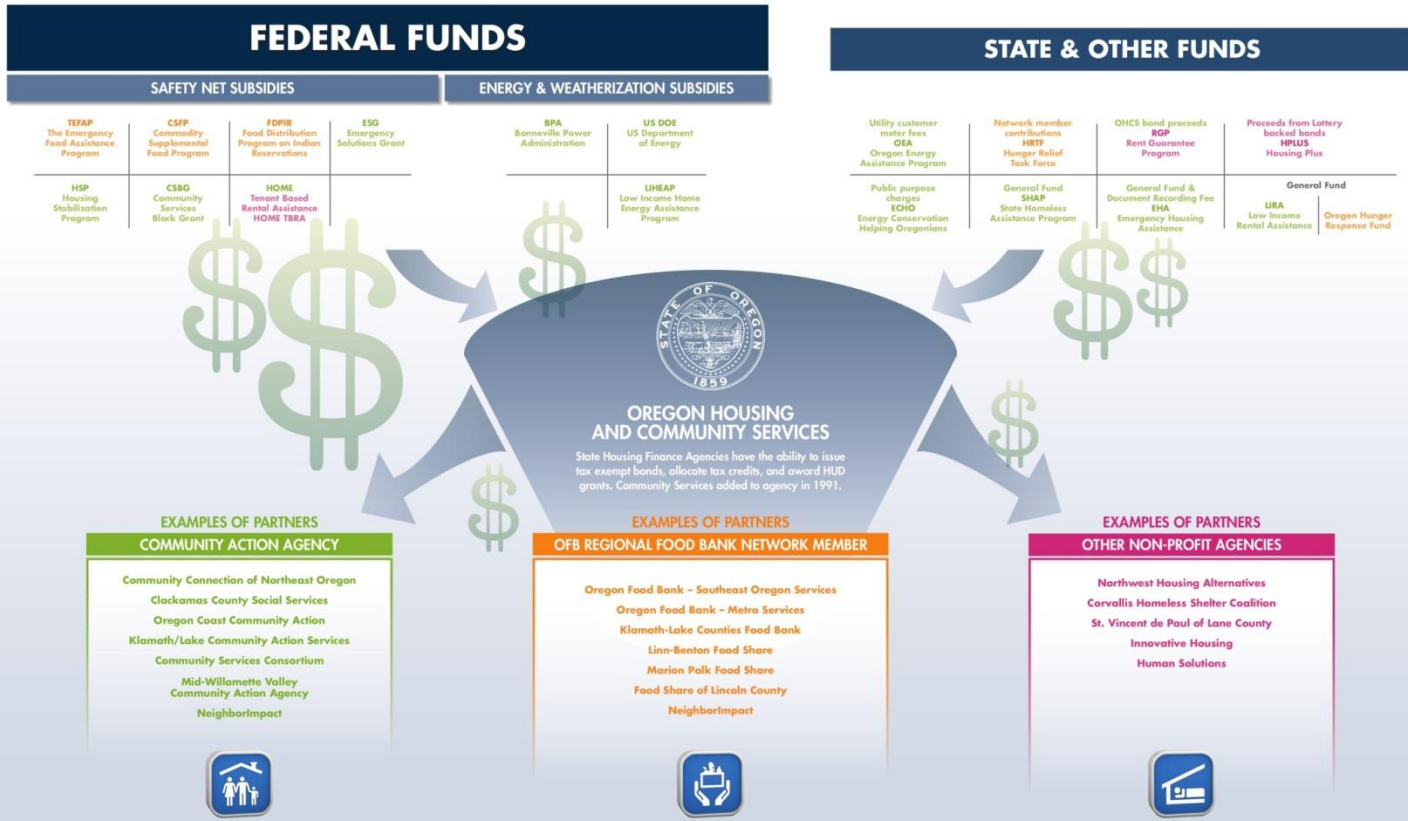 FEDERAL FUNDS
SAFETY NET SUBSIDIES
TEFAP
The Emergency
Food Assistance
Program
CSFP
Commodity
Supplemental
Food Program
FDPIR
Food Distribution
Program on Indian
Reservations
ESG
Emergency
Solutions Grant
HSP
Housing
Stabilization
Program
CSBG
Community
Services
Block Grant
HOME
Tenant Based
Rental Assistance
HOME TBRA
ENERGY & WEATHERIZATION SUBSIDIES
BPA
Bonneville Power
Administration
US DOE
US Department
of Energy
LIHEAP
Low Income Home
Energy Assistance
Program
STATE & OTHER FUNDS
Utility customer
meter fees
OEA
Oregon Energy
Assistance Program
Network member
contributions
HRTF
Hunger Relief
Task Force
OHCS bond proceeds
RGP
Rent Guarantee
Program
Proceeds from Lottery
backed bonds
HPLUS
Housing Plus
Public purpose
charges
ECHO
Energy Conservation
Helping Oregonians
General Fund
SHAP
State Homeless
Assistance Program
General Fund &
Document Recording Fee
EHA
Emergency Housing
Assistance
General Fund
LIRA
Low Income
Rental Assistance
Oregon Hunger
Response Fund
STATE OF OREGON
1859
OREGON HOUSING
AND COMMUNITY SERVICES
State Housing Finance Agencies have the ability to issue
tax exempt bonds, allocate tax credits, and award HUD
grants. Community Services added to agency in 1991.
EXAMPLES OF PARTNERS
COMMUNITY ACTION AGENCY
Community Connection of Northeast Oregon
Clackamas County Social Services
Oregon Coast Community Action
Klamath/Lake Community Action Services
Community Services Consortium
Mid-Willamette Valley
Community Action Agency
NeighborImpact
EXAMPLES OF PARTNERS
OFB REGIONAL FOOD BANK NETWORK MEMBER
Oregon Food Bank – Southeast Oregon Services
Oregon Food Bank – Metro Services
Klamath-Lake Counties Food Bank
Linn-Benton Food Share
Marion Polk Food Share
Food Share of Lincoln County
NeighborImpact
EXAMPLES OF PARTNERS
OTHER NON-PROFIT AGENCIES
Northwest Housing Alternatives
Corvallis Homeless Shelter Coalition
St. Vincent de Paul of Lane County
Innovative Housing
Human Solutions